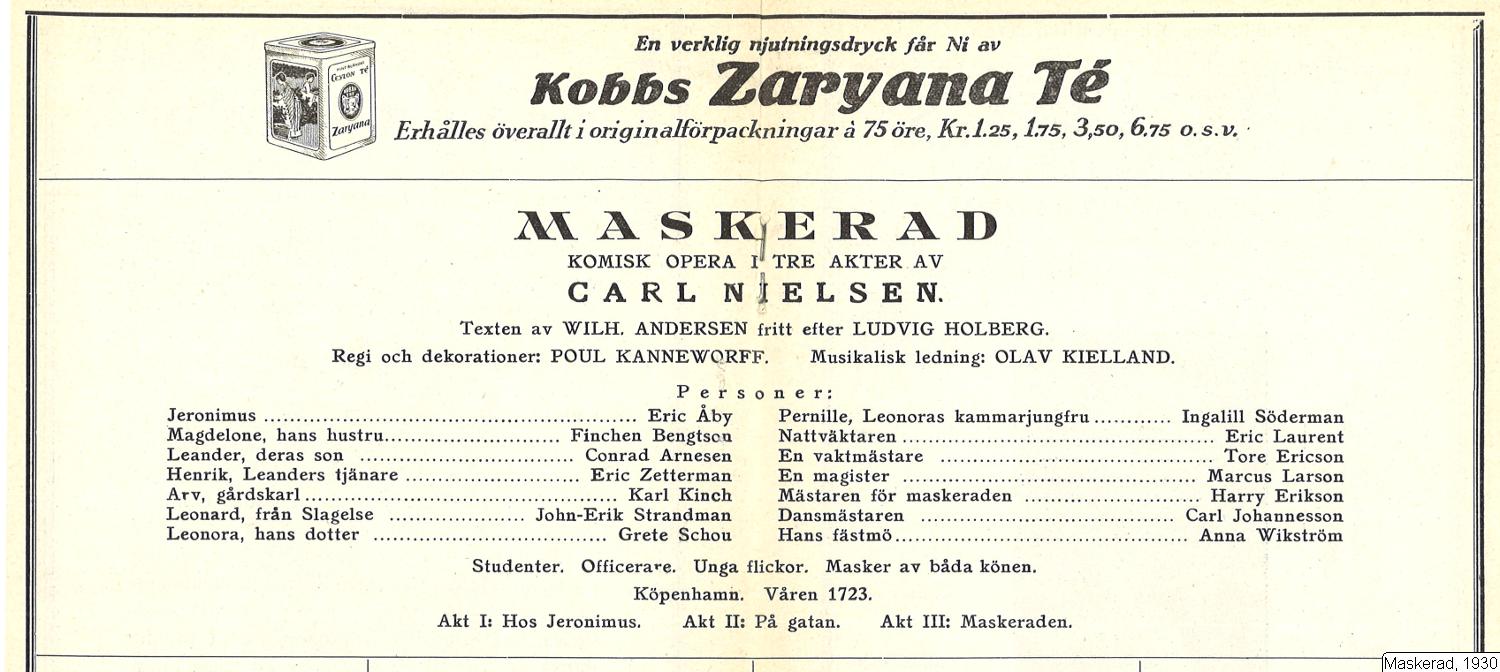 En verklig njutningsdryck får Ni av
Kobbs Zaryana Té
Erhålles överallt i originalförpackningar à 75 öre, Kr. 1.25, 1.75, 3,50, 6.75 o. s. v.
CEYLON TÉ
Zaryana
MASKERAD
KOMISK OPERA I TRE AKTER AV
CARL NIELSEN.
Texten av WILH. ANDERSEN fritt efter LUDVIG HOLBERG.
Regi och dekorationer: POUL KANNEWORFF. Musikalisk ledning: OLAV KIELLAND.
Personer:
Jeronimus ........ Eric Åby
Magdelone, hans hustru ........ Finchen Bengtson
Leander, deras son ........ Conrad Arnesen
Henrik, Leanders tjänare ........ Eric Zetterman
Arv, gårdskarl ........ Karl Kinch
Leonard, från Slagelse ........ John-Erik Strandman
Leonora, hans dotter ........ Grete Schou
Pernille, Leonoras kammarjungfru ........ Ingalill Söderman
Nattväktaren ........ Eric Laurent
En vaktmästare ........ Tore Ericson
En magister ........ Marcus Larson
Mästaren för maskeraden ........ Harry Erikson
Dansmästaren ........ Carl Johannesson
Hans fästmö ........ Anna Wikström
Studenter. Officerare. Unga flickor. Masker av båda könen.
Köpenhamn. Våren 1723.
Akt I: Hos Jeronimus. Akt II: På gatan. Akt III: Maskeraden.
Maskerad, 1930